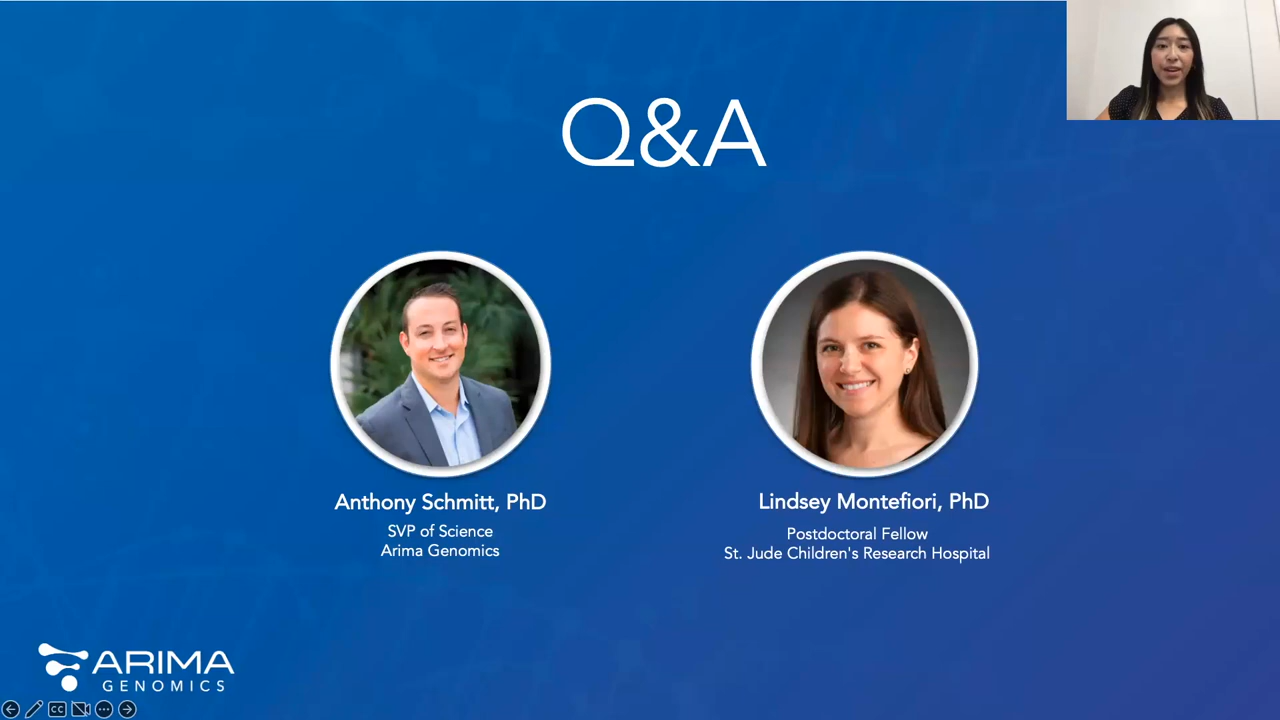 Q&A
Anthony Schmitt, PhD
SVP of Science
Arima Genomics
Lindsey Montefiori, PhD
Postdoctoral Fellow
St. Jude Children's Research Hospital
ARIMA
GENOMICS
CC